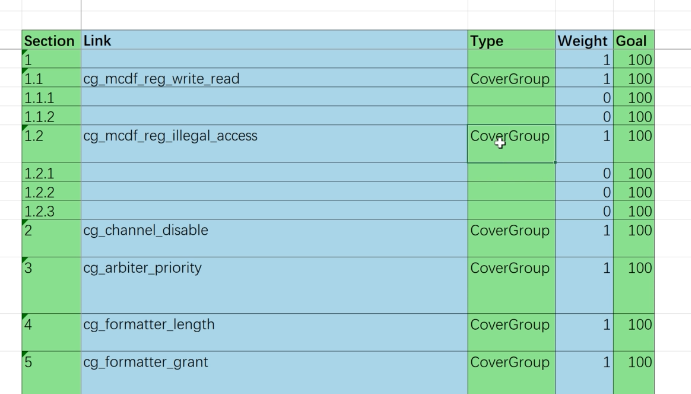 Section Link Type Weight Goal
1 1 100
1.1 cg_mcdf_reg_write_read CoverGroup 1 100
1.1.1 0 100
1.1.2 0 100
1.2 cg_mcdf_reg_illegal_access CoverGroup 1 100
1.2.1 0 100
1.2.2 0 100
1.2.3 0 100
2 cg_channel_disable CoverGroup 1 100
3 cg_arbiter_priority CoverGroup 1 100
4 cg_formatter_length CoverGroup 1 100
5 cg_formatter_grant CoverGroup 1 100